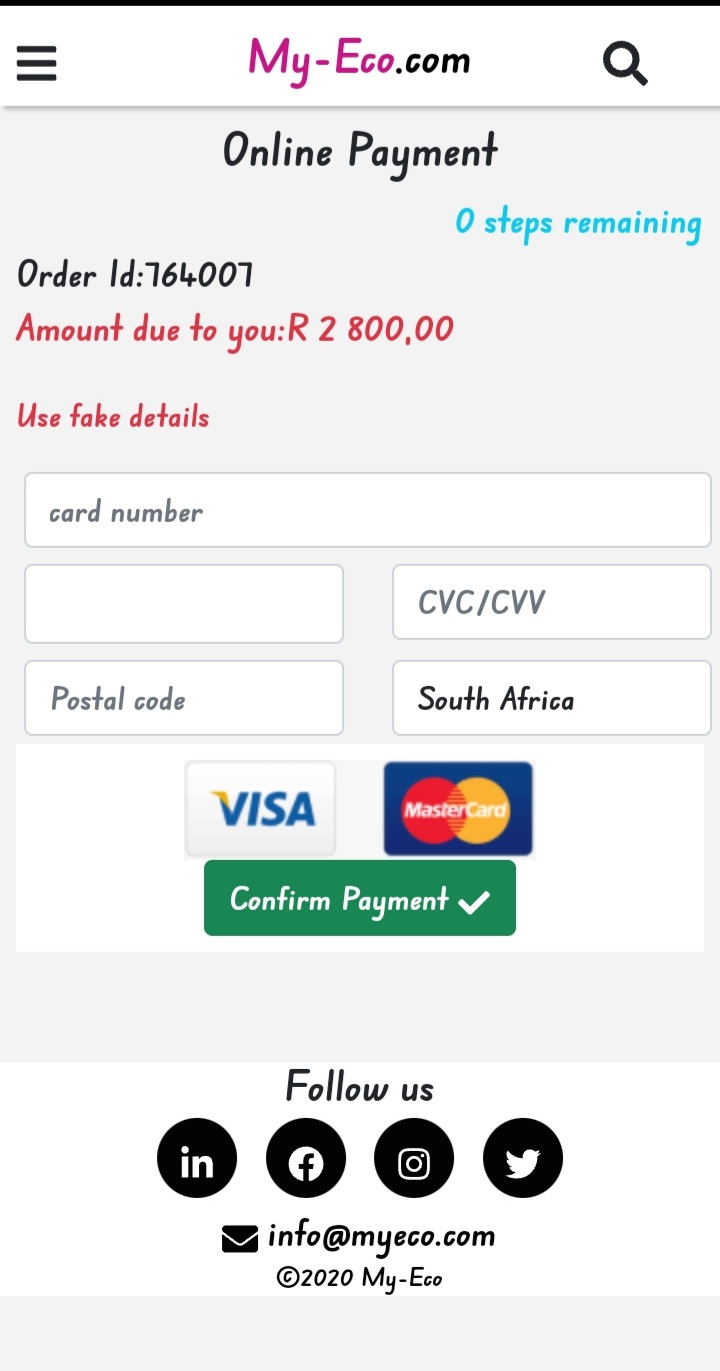 My-Eco.com
Online Payment
0 steps remaining
Order Id:764007
Amount due to you:R 2 800,00
Use fake details
card number
CVC/CVV
Postal code
South Africa
VISA
MasterCard
Confirm Payment
Follow us
in
info@myeco.com
©2020 My-Eco